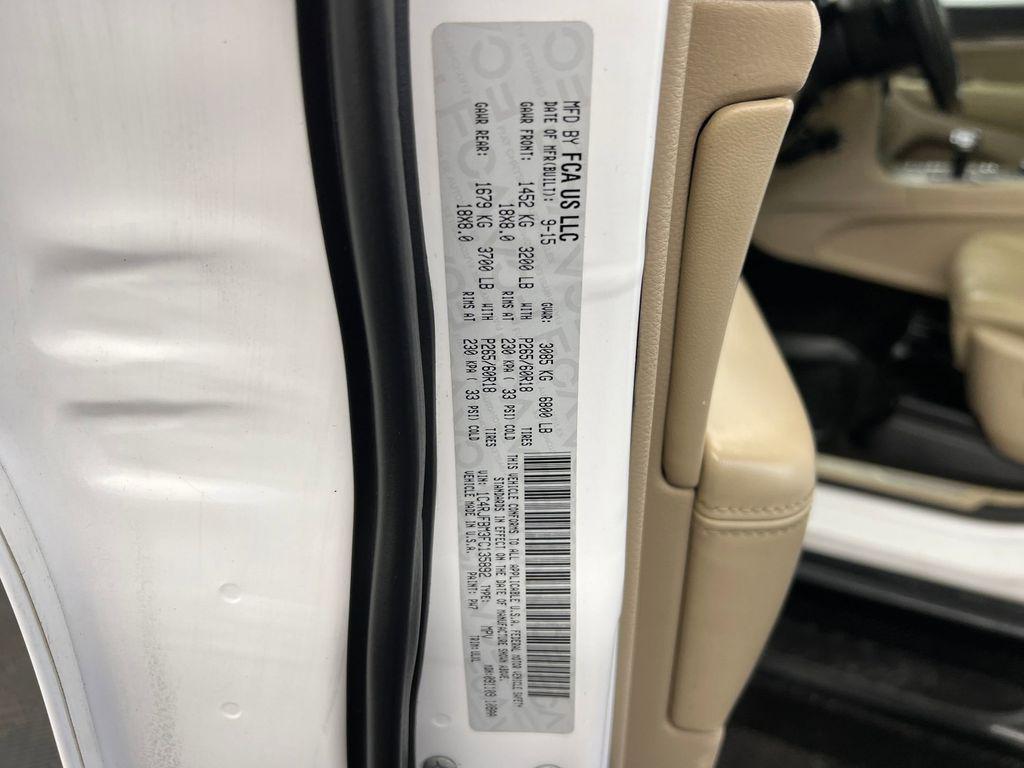 MFD BY FCA US LLC
DATE OF MFR(BUILT): 9-15 GVWR: 3085 KG 6800 LB
GAWR FRONT: 1452 KG 3200 LB WITH P265/60R18 TIRES
18X8.0 RIMS AT 230 KPA( 33 PSI) COLD
GAWR REAR: 1679 KG 3700 LB WITH P265/60R18 TIRES
18X8.0 RIMS AT 230 KPA( 33 PSI) COLD
THIS VEHICLE CONFORMS TO ALL APPLICABLE U.S.A. FEDERAL MOTOR VEHICLE SAFETY
STANDARDS IN EFFECT ON THE DATE OF MANUFACTURE SHOWN ABOVE.
VIN: 1C4RJFBM3FC135892 TYPE: MPV
VEHICLE MADE IN U.S.A. PAINT: PW7